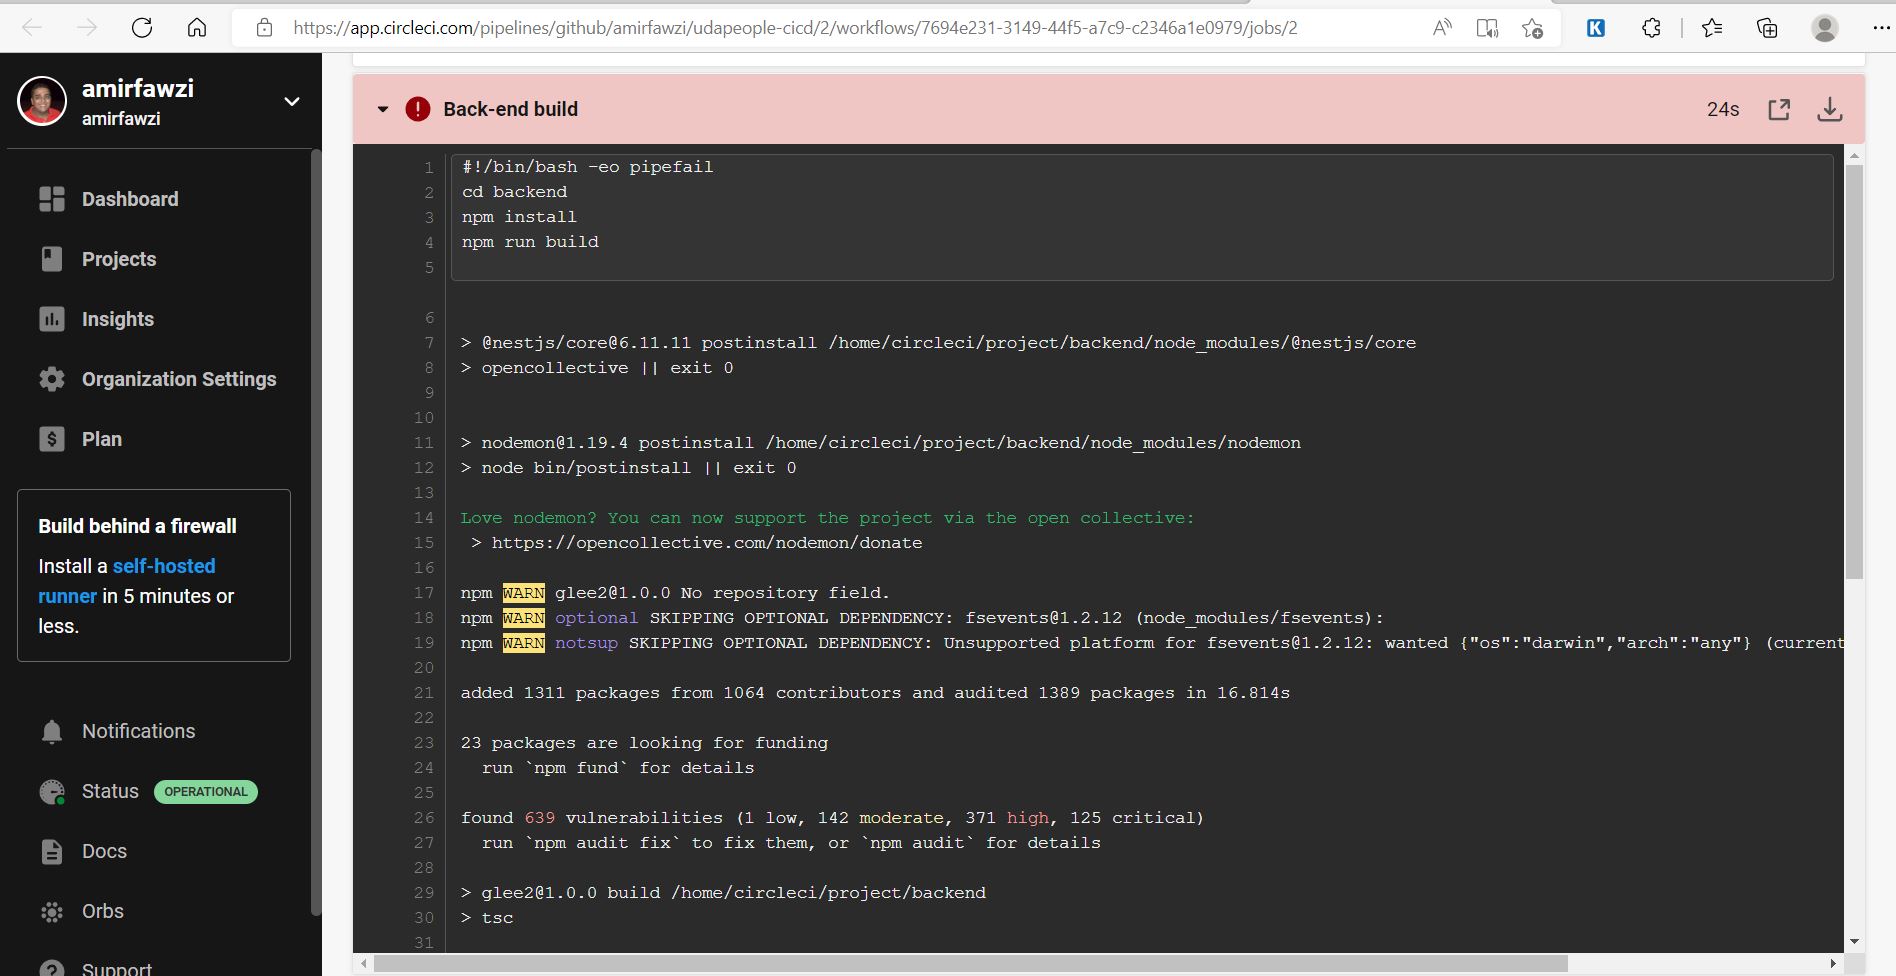 https://app.circleci.com/pipelines/github/amirfawzi/udapeople-cicd/2/workflows/7694e231-3149-44f5-a7c9-c2346a1e0979/jobs/2
amirfawzi
amirfawzi
Dashboard
Projects
Insights
Organization Settings
Plan
Build behind a firewall
Install a self-hosted
runner in 5 minutes or
less.
Notifications
Status OPERATIONAL
Docs
Orbs
Support
Back-end build 24s
1 #!/bin/bash -eo pipefail
2 cd backend
3 npm install
4 npm run build
5
6
7 > @nestjs/core@6.11.11 postinstall /home/circleci/project/backend/node_modules/@nestjs/core
8 > opencollective || exit 0
9
10
11 > nodemon@1.19.4 postinstall /home/circleci/project/backend/node_modules/nodemon
12 > node bin/postinstall || exit 0
13
14 Love nodemon? You can now support the project via the open collective:
15 > https://opencollective.com/nodemon/donate
16
17 npm WARN glee2@1.0.0 No repository field.
18 npm WARN optional SKIPPING OPTIONAL DEPENDENCY: fsevents@1.2.12 (node_modules/fsevents):
19 npm WARN notsup SKIPPING OPTIONAL DEPENDENCY: Unsupported platform for fsevents@1.2.12: wanted {"os":"darwin","arch":"any"} (current
20
21 added 1311 packages from 1064 contributors and audited 1389 packages in 16.814s
22
23 23 packages are looking for funding
24 run `npm fund` for details
25
26 found 639 vulnerabilities (1 low, 142 moderate, 371 high, 125 critical)
27 run `npm audit fix` to fix them, or `npm audit` for details
28
29 > glee2@1.0.0 build /home/circleci/project/backend
30 > tsc
31